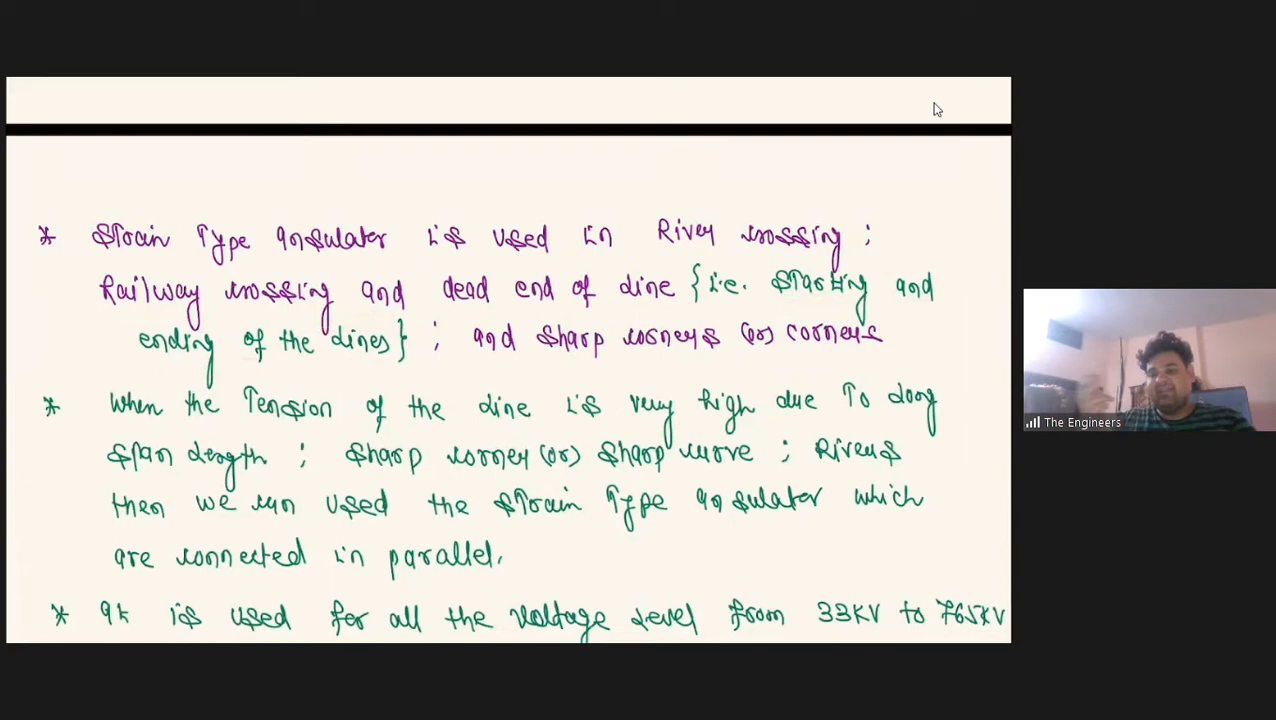 * Strain Type Insulater is used in River crossing ;
Railway crossing and dead end of line {i.e. starting and
ending of the lines} ; and sharp corners (or) corners
* When the Tension of the line is very high due To long
span length ; sharp corner (or) sharp curve ; Rivers
then we can used the Strain Type Insulater which
are connected in parallel.
* It is used for all the Voltage Level from 33KV to 765KV
The Engineers